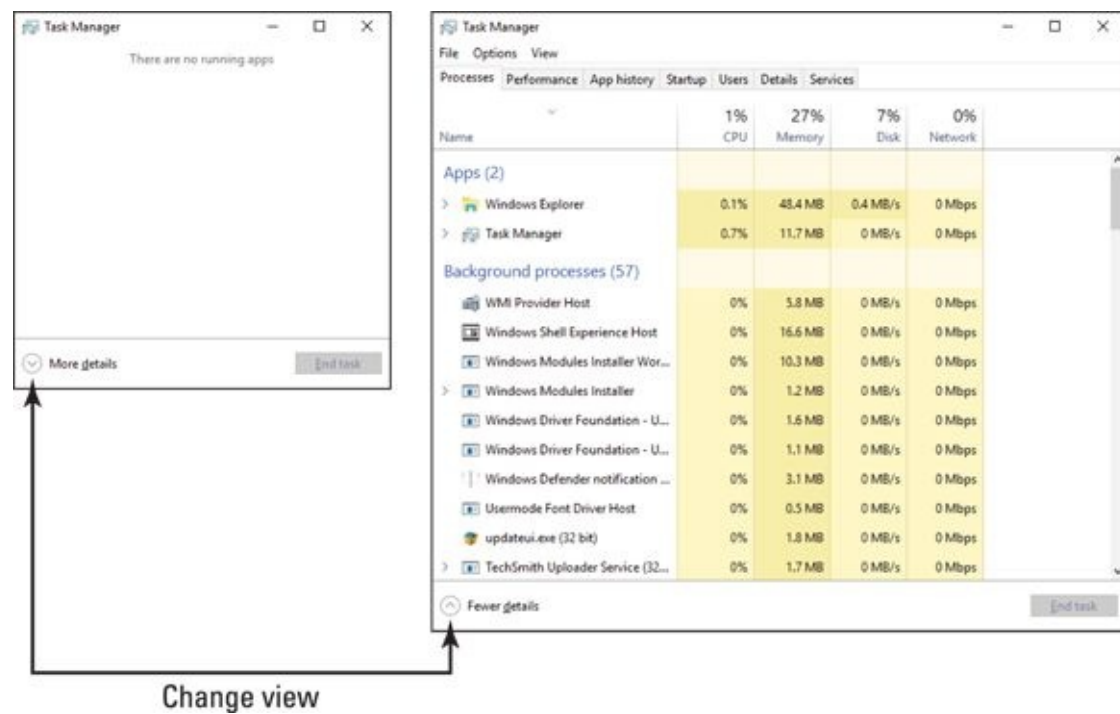 Task Manager
There are no running apps
More details
End task
Task Manager
File Options View
Processes Performance App history Startup Users Details Services
1% 27% 7% 0%
Name CPU Memory Disk Network
Apps (2)
Windows Explorer 0.1% 48.4 MB 0.4 MB/s 0 Mbps
Task Manager 0.7% 11.7 MB 0 MB/s 0 Mbps
Background processes (57)
WMI Provider Host 0% 5.8 MB 0 MB/s 0 Mbps
Windows Shell Experience Host 0% 16.6 MB 0 MB/s 0 Mbps
Windows Modules Installer Wor... 0% 10.3 MB 0 MB/s 0 Mbps
Windows Modules Installer 0% 1.2 MB 0 MB/s 0 Mbps
Windows Driver Foundation - U... 0% 1.6 MB 0 MB/s 0 Mbps
Windows Driver Foundation - U... 0% 1.1 MB 0 MB/s 0 Mbps
Windows Defender notification ... 0% 3.1 MB 0 MB/s 0 Mbps
Usermode Font Driver Host 0% 0.5 MB 0 MB/s 0 Mbps
updateui.exe (32 bit) 0% 1.8 MB 0 MB/s 0 Mbps
TechSmith Uploader Service (32... 0% 1.7 MB 0 MB/s 0 Mbps
Fewer details
End task
Change view